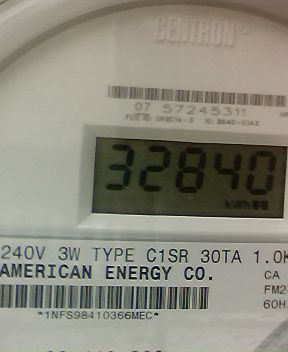 CENTRON®
07 57245311
32840
kWh
240V 3W TYPE C1SR 30TA 1.0K
AMERICAN ENERGY CO.
CA
FM2
60H
*1NFS98410366MEC*